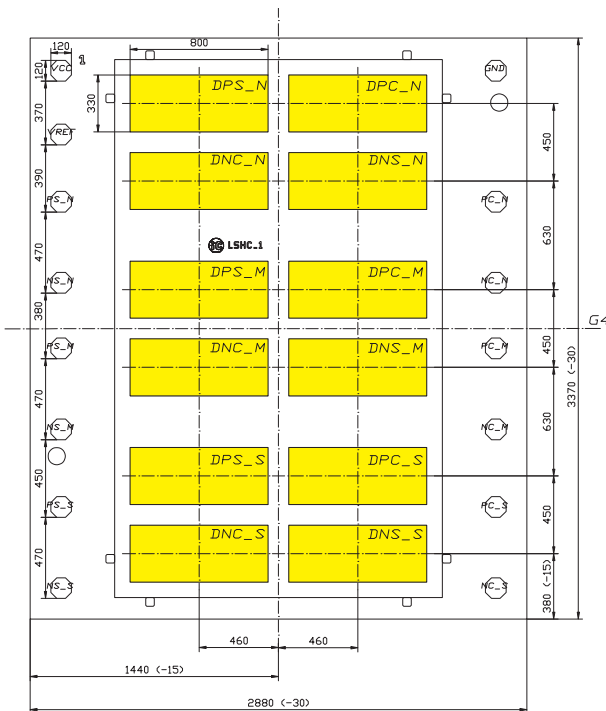 120
VCC
1
800
GND
120
DPS_N
DPC_N
330
370
450
VREF
DNC_N
DNS_N
390
PS_N
PC_N
630
LSHC_1
470
DPS_M
DPC_M
NS_N
NC_N
380
G4
PS_M
DNC_M
DNS_M
PC_M
450
3370 (-30)
470
NS_M
NC_M
630
DPS_S
DPC_S
450
PS_S
PC_S
DNC_S
DNS_S
450
470
NS_S
NC_S
380 (-15)
460
460
1440 (-15)
2880 (-30)